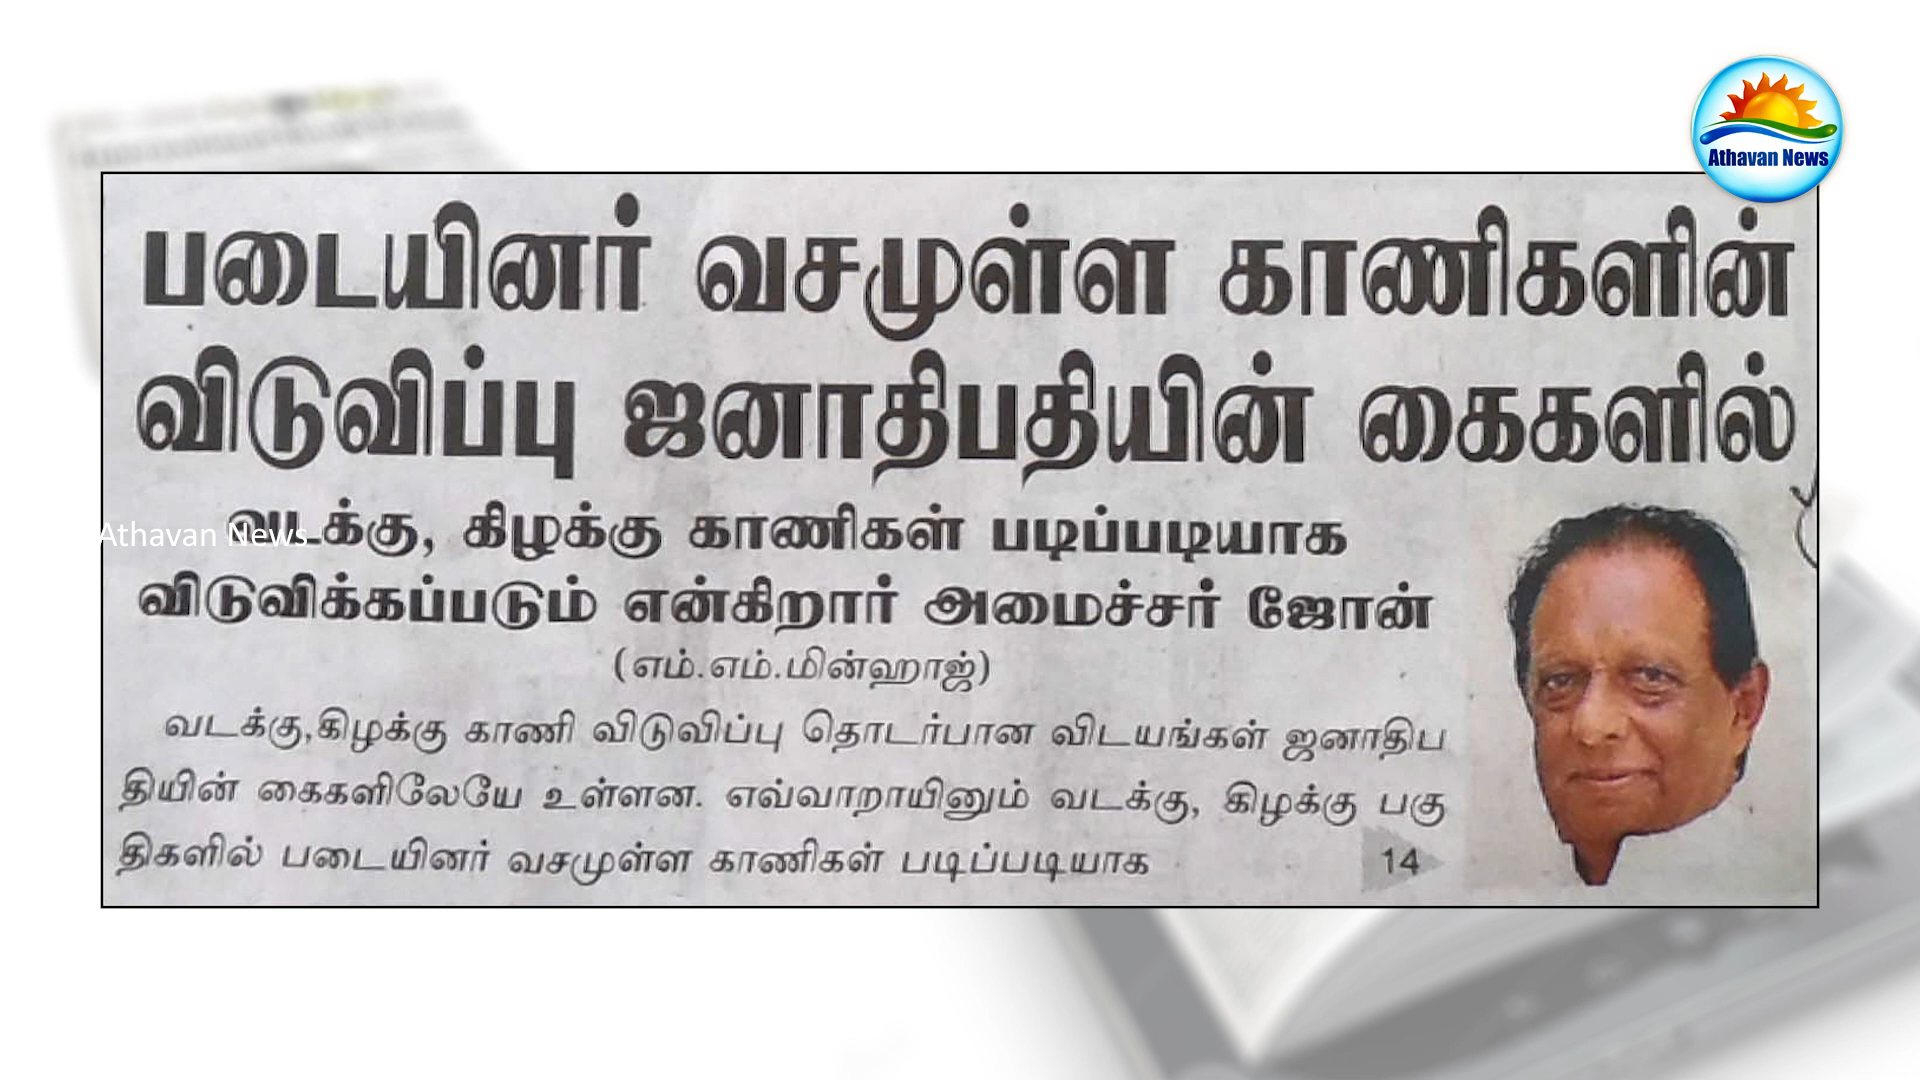 Athavan News
படையினர் வசமுள்ள காணிகளின்
விடுவிப்பு ஜனாதிபதியின் கைகளில்
வடக்கு, கிழக்கு காணிகள் படிப்படியாக
விடுவிக்கப்படும் என்கிறார் அமைச்சர் ஜோன்
Athavan News
(எம்.எம்.மின்ஹாஜ்)
வடக்கு,கிழக்கு காணி விடுவிப்பு தொடர்பான விடயங்கள் ஜனாதிப
தியின் கைகளிலேயே உள்ளன. எவ்வாறாயினும் வடக்கு, கிழக்கு பகு
திகளில் படையினர் வசமுள்ள காணிகள் படிப்படியாக
14